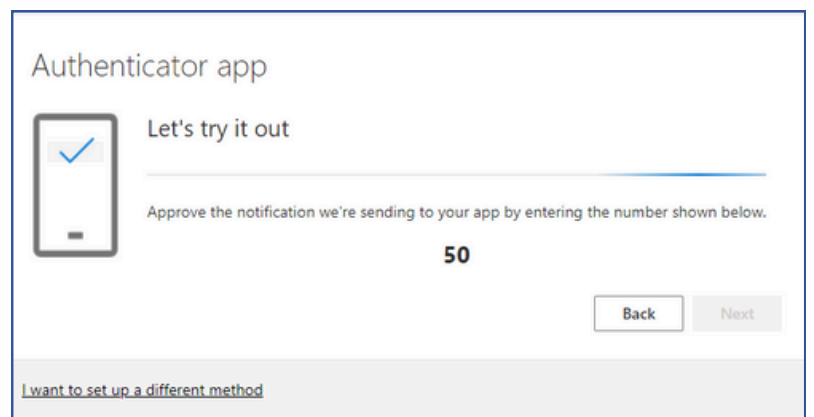 Authenticator app
Let's try it out
Approve the notification we're sending to your app by entering the number shown below.
50
Back
Next
I want to set up a different method